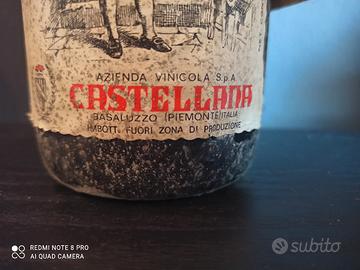 AZIENDA VINICOLA S.p.A
CASTELLANA
BASALUZZO (PIEMONTE) ITALIA
IMBOTT. FUORI ZONA DI PRODUZIONE
REDMI NOTE 8 PRO
AI QUAD CAMERA
subito